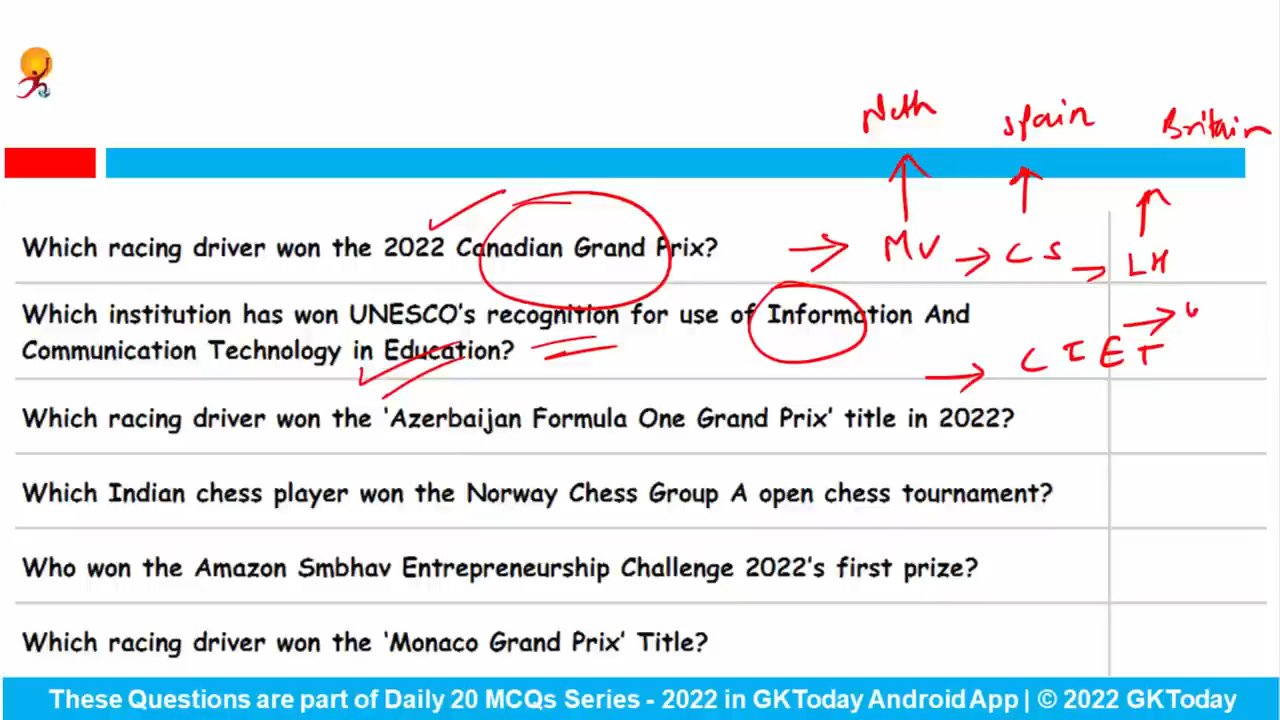 Neth Spain Britain
Which racing driver won the 2022 Canadian Grand Prix? → MV → CS → LH
Which institution has won UNESCO's recognition for use of Information And
Communication Technology in Education? → CIET →
Which racing driver won the 'Azerbaijan Formula One Grand Prix' title in 2022?
Which Indian chess player won the Norway Chess Group A open chess tournament?
Who won the Amazon Smbhav Entrepreneurship Challenge 2022's first prize?
Which racing driver won the 'Monaco Grand Prix' Title?
These Questions are part of Daily 20 MCQs Series - 2022 in GKToday Android App | © 2022 GKToday